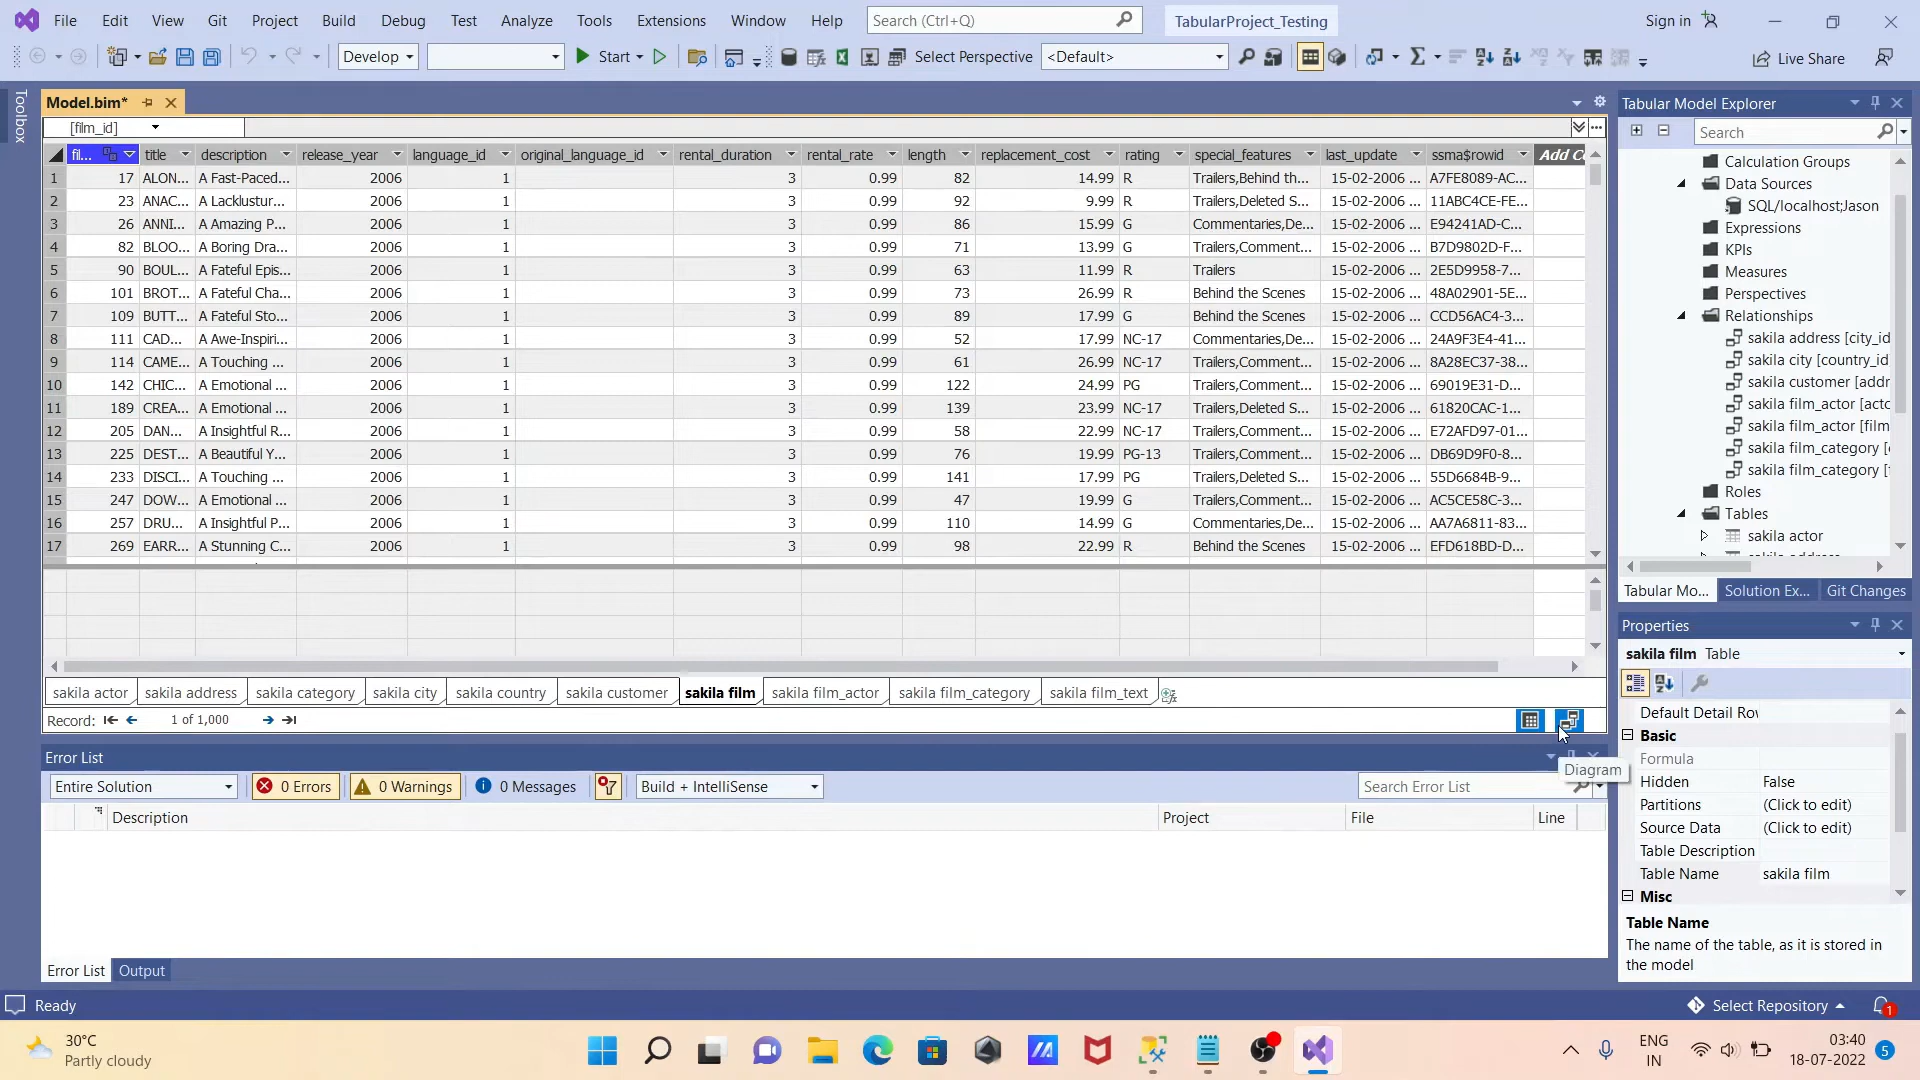 File Edit View Git Project Build Debug Test Analyze Tools Extensions Window Help Search (Ctrl+Q) TabularProject_Testing Sign in
Develop Start Select Perspective <Default> Live Share
Toolbox
Model.bim*
[film_id]
fil... title description release_year language_id original_language_id rental_duration rental_rate length replacement_cost rating special_features last_update ssma$rowid Add Co
1 17 ALON... A Fast-Paced... 2006 1 3 0.99 82 14.99 R Trailers,Behind th... 15-02-2006 ... A7FE8089-AC...
2 23 ANAC... A Lacklustur... 2006 1 3 0.99 92 9.99 R Trailers,Deleted S... 15-02-2006 ... 11ABC4CE-FE...
3 26 ANNI... A Amazing P... 2006 1 3 0.99 86 15.99 G Commentaries,De... 15-02-2006 ... E94241AD-C...
4 82 BLOO... A Boring Dra... 2006 1 3 0.99 71 13.99 G Trailers,Comment... 15-02-2006 ... B7D9802D-F...
5 90 BOUL... A Fateful Epis... 2006 1 3 0.99 63 11.99 R Trailers 15-02-2006 ... 2E5D9958-7...
6 101 BROT... A Fateful Cha... 2006 1 3 0.99 73 26.99 R Behind the Scenes 15-02-2006 ... 48A02901-5E...
7 109 BUTT... A Fateful Sto... 2006 1 3 0.99 89 17.99 G Behind the Scenes 15-02-2006 ... CCD56AC4-3...
8 111 CAD... A Awe-Inspiri... 2006 1 3 0.99 52 17.99 NC-17 Commentaries,De... 15-02-2006 ... 24A9F3E4-41...
9 114 CAME... A Touching ... 2006 1 3 0.99 61 26.99 NC-17 Trailers,Comment... 15-02-2006 ... 8A28EC37-38...
10 142 CHIC... A Emotional ... 2006 1 3 0.99 122 24.99 PG Trailers,Comment... 15-02-2006 ... 69019E31-D...
11 189 CREA... A Emotional ... 2006 1 3 0.99 139 23.99 NC-17 Trailers,Deleted S... 15-02-2006 ... 61820CAC-1...
12 205 DAN... A Insightful R... 2006 1 3 0.99 58 22.99 NC-17 Trailers,Comment... 15-02-2006 ... E72AFD97-01...
13 225 DEST... A Beautiful Y... 2006 1 3 0.99 76 19.99 PG-13 Trailers,Comment... 15-02-2006 ... DB69D9F0-8...
14 233 DISCI... A Touching ... 2006 1 3 0.99 141 17.99 PG Trailers,Deleted S... 15-02-2006 ... 55D6684B-9...
15 247 DOW... A Emotional ... 2006 1 3 0.99 47 19.99 G Trailers,Comment... 15-02-2006 ... AC5CE58C-3...
16 257 DRU... A Insightful P... 2006 1 3 0.99 110 14.99 G Commentaries,De... 15-02-2006 ... AA7A6811-83...
17 269 EARR... A Stunning C... 2006 1 3 0.99 98 22.99 R Behind the Scenes 15-02-2006 ... EFD618BD-D...
sakila actor sakila address sakila category sakila city sakila country sakila customer sakila film sakila film_actor sakila film_category sakila film_text
Record: 1 of 1,000
Diagram
Error List
Entire Solution 0 Errors 0 Warnings 0 Messages Build + IntelliSense Search Error List
Description Project File Line
Error List Output
Tabular Model Explorer
Search
Calculation Groups
Data Sources
SQL/localhost;Jason
Expressions
KPIs
Measures
Perspectives
Relationships
sakila address [city_id
sakila city [country_id
sakila customer [addr
sakila film_actor [actc
sakila film_actor [film
sakila film_category [
sakila film_category [
Roles
Tables
sakila actor
Tabular Mo... Solution Ex... Git Changes
Properties
sakila film Table
Default Detail Rov
Basic
Formula
Hidden False
Partitions (Click to edit)
Source Data (Click to edit)
Table Description
Table Name sakila film
Misc
Table Name
The name of the table, as it is stored in
the model
Ready Select Repository 1
30°C
Partly cloudy
ENG
IN
03:40
18-07-2022
5